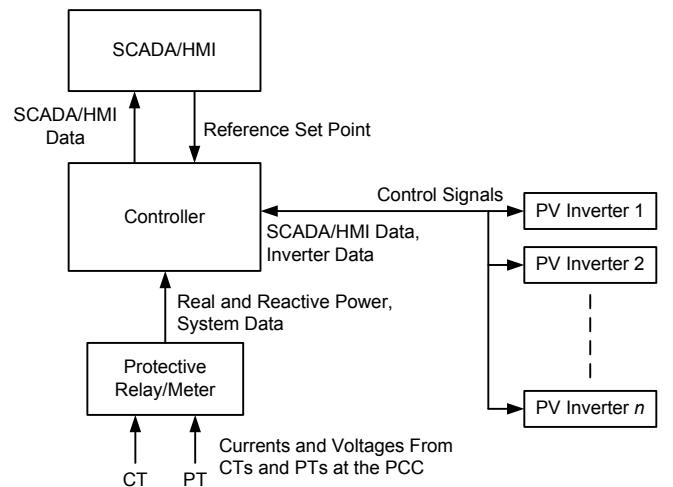 SCADA/HMI
SCADA/HMI
Data
Reference Set Point
Controller
Control Signals
SCADA/HMI Data,
Inverter Data
PV Inverter 1
PV Inverter 2
PV Inverter n
Real and Reactive Power,
System Data
Protective
Relay/Meter
Currents and Voltages From
CTs and PTs at the PCC
CT
PT